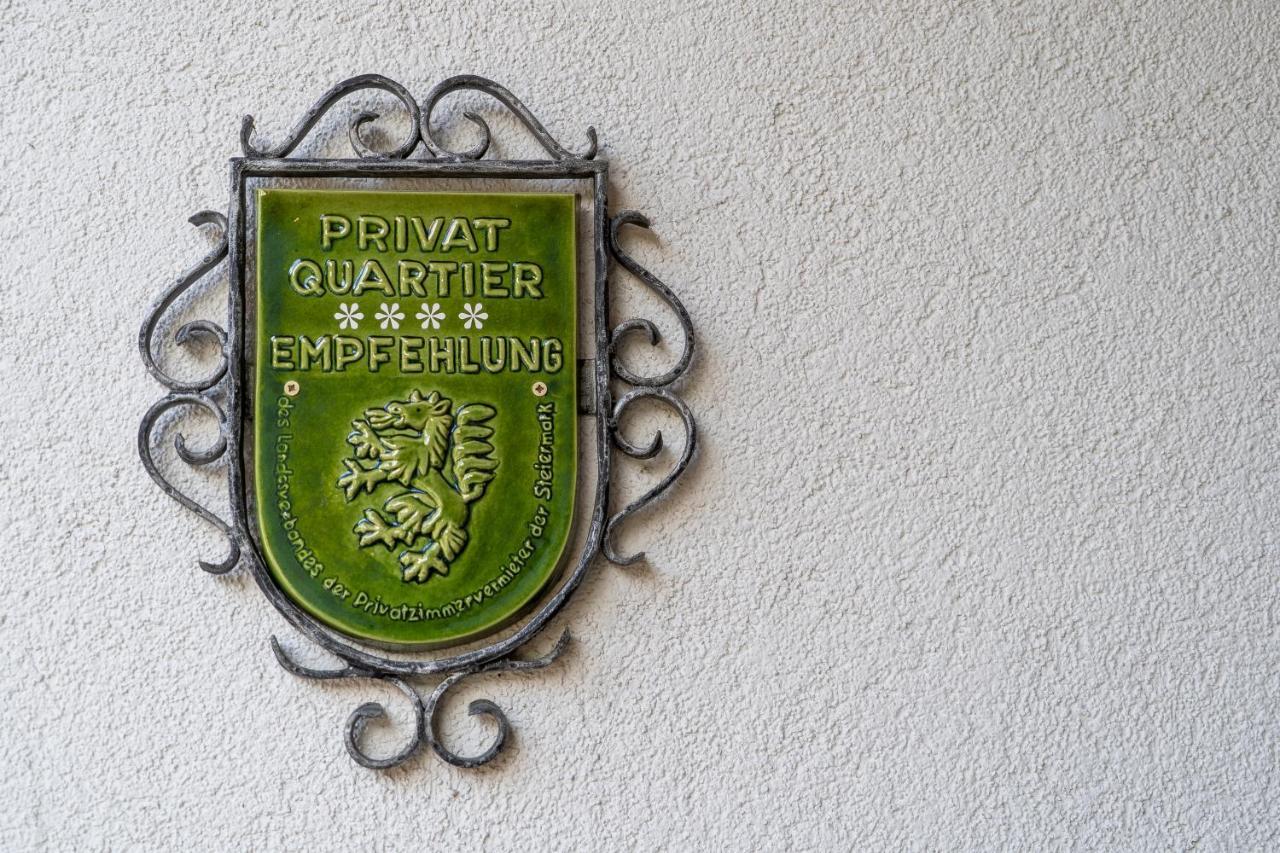 PRIVAT
QUARTIER
****
EMPFEHLUNG
des Landesverbandes der Privatzimmervermieter der Steiermark